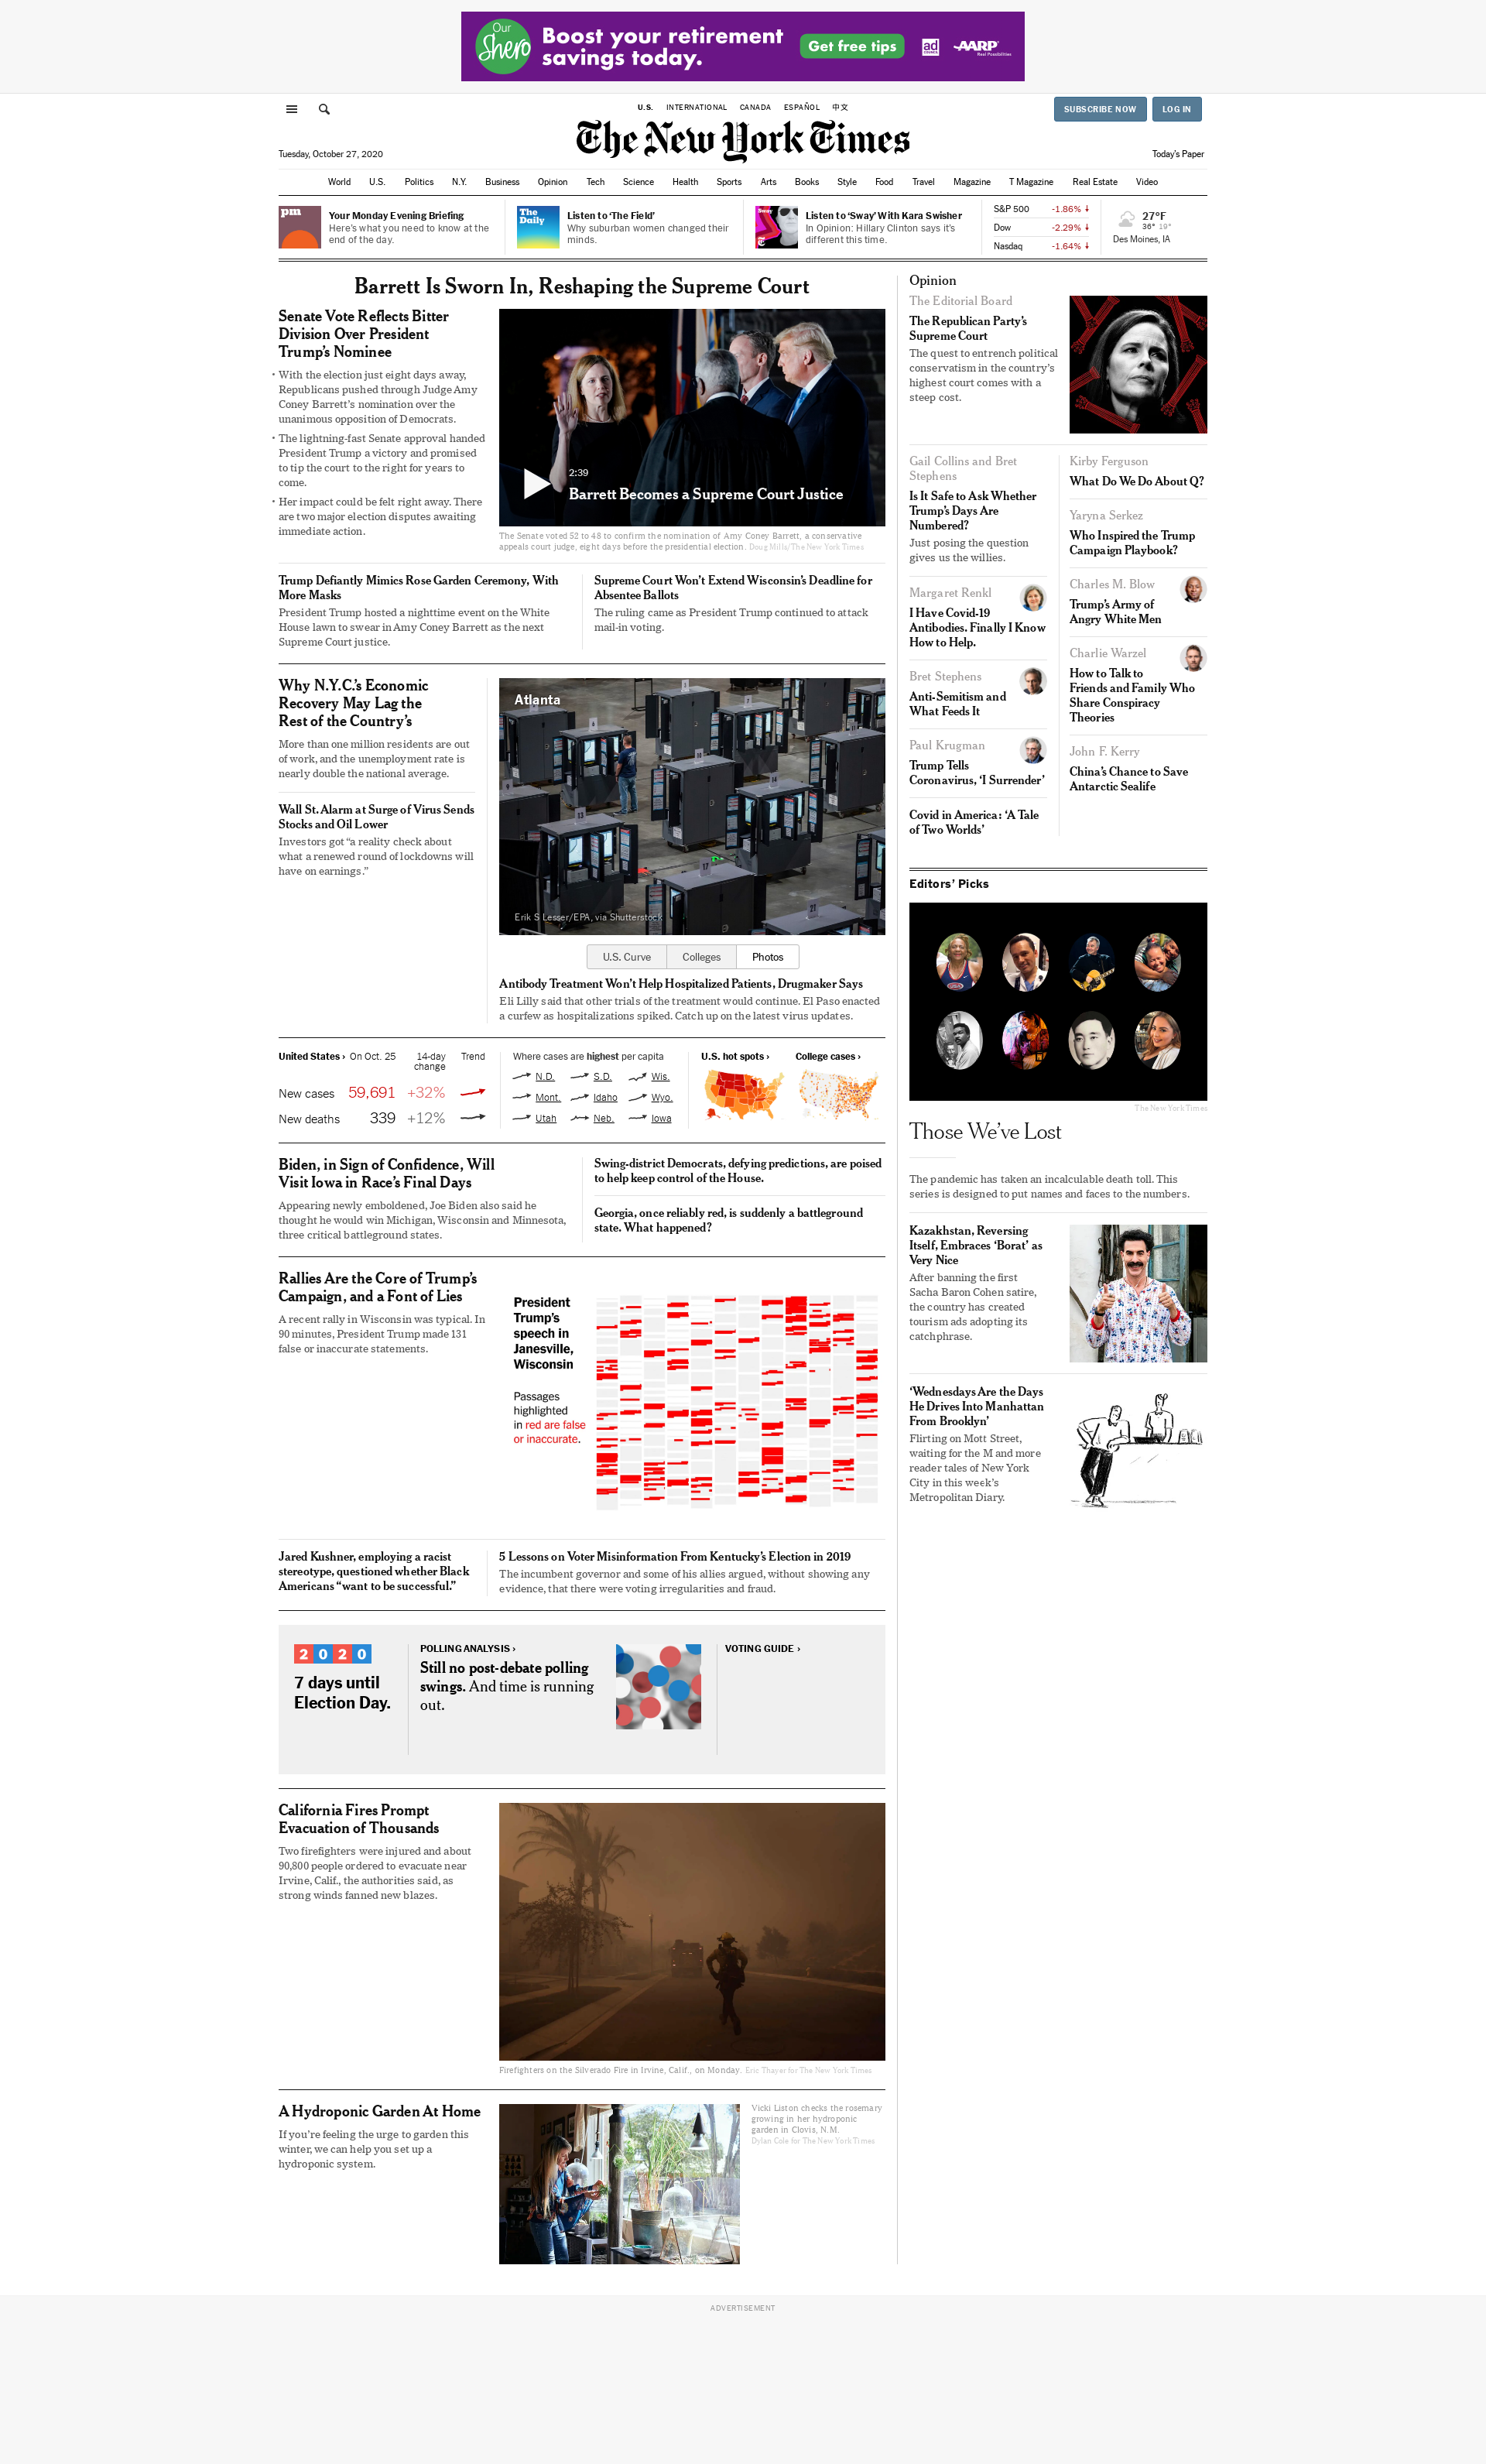 Our
Shero
Boost your retirement
savings today.
Get free tips
ad
COUNCIL
AARP
Real Possibilities
U.S. INTERNATIONAL CANADA ESPAÑOL 中文
SUBSCRIBE NOW LOG IN
The New York Times
Tuesday, October 27, 2020
Today's Paper
World U.S. Politics N.Y. Business Opinion Tech Science Health Sports Arts Books Style Food Travel Magazine T Magazine Real Estate Video
pm
Your Monday Evening Briefing
Here's what you need to know at the
end of the day.
The
Daily
Listen to 'The Field'
Why suburban women changed their
minds.
Sway
Listen to 'Sway' With Kara Swisher
In Opinion: Hillary Clinton says it's
different this time.
S&P 500 -1.86%
Dow -2.29%
Nasdaq -1.64%
27°F
36° 19°
Des Moines, IA
Barrett Is Sworn In, Reshaping the Supreme Court
Senate Vote Reflects Bitter
Division Over President
Trump's Nominee
• With the election just eight days away,
Republicans pushed through Judge Amy
Coney Barrett's nomination over the
unanimous opposition of Democrats.
• The lightning-fast Senate approval handed
President Trump a victory and promised
to tip the court to the right for years to
come.
• Her impact could be felt right away. There
are two major election disputes awaiting
immediate action.
2:39
Barrett Becomes a Supreme Court Justice
The Senate voted 52 to 48 to confirm the nomination of Amy Coney Barrett, a conservative
appeals court judge, eight days before the presidential election. Doug Mills/The New York Times
Trump Defiantly Mimics Rose Garden Ceremony, With
More Masks
President Trump hosted a nighttime event on the White
House lawn to swear in Amy Coney Barrett as the next
Supreme Court justice.
Supreme Court Won't Extend Wisconsin's Deadline for
Absentee Ballots
The ruling came as President Trump continued to attack
mail-in voting.
Why N.Y.C.'s Economic
Recovery May Lag the
Rest of the Country's
More than one million residents are out
of work, and the unemployment rate is
nearly double the national average.
Wall St. Alarm at Surge of Virus Sends
Stocks and Oil Lower
Investors got "a reality check about
what a renewed round of lockdowns will
have on earnings."
Atlanta
Erik S Lesser/EPA, via Shutterstock
U.S. Curve Colleges Photos
Antibody Treatment Won't Help Hospitalized Patients, Drugmaker Says
Eli Lilly said that other trials of the treatment would continue. El Paso enacted
a curfew as hospitalizations spiked. Catch up on the latest virus updates.
United States › On Oct. 25 14-day
change Trend
New cases 59,691 +32%
New deaths 339 +12%
Where cases are highest per capita
N.D. S.D. Wis.
Mont. Idaho Wyo.
Utah Neb. Iowa
U.S. hot spots › College cases ›
Biden, in Sign of Confidence, Will
Visit Iowa in Race's Final Days
Appearing newly emboldened, Joe Biden also said he
thought he would win Michigan, Wisconsin and Minnesota,
three critical battleground states.
Swing-district Democrats, defying predictions, are poised
to help keep control of the House.
Georgia, once reliably red, is suddenly a battleground
state. What happened?
Rallies Are the Core of Trump's
Campaign, and a Font of Lies
A recent rally in Wisconsin was typical. In
90 minutes, President Trump made 131
false or inaccurate statements.
President
Trump's
speech in
Janesville,
Wisconsin
Passages
highlighted
in red are false
or inaccurate.
Jared Kushner, employing a racist
stereotype, questioned whether Black
Americans "want to be successful."
5 Lessons on Voter Misinformation From Kentucky's Election in 2019
The incumbent governor and some of his allies argued, without showing any
evidence, that there were voting irregularities and fraud.
2020
7 days until
Election Day.
POLLING ANALYSIS ›
Still no post-debate polling
swings. And time is running
out.
VOTING GUIDE ›
California Fires Prompt
Evacuation of Thousands
Two firefighters were injured and about
90,800 people ordered to evacuate near
Irvine, Calif., the authorities said, as
strong winds fanned new blazes.
Firefighters on the Silverado Fire in Irvine, Calif., on Monday. Eric Thayer for The New York Times
A Hydroponic Garden At Home
If you're feeling the urge to garden this
winter, we can help you set up a
hydroponic system.
Vicki Liston checks the rosemary
growing in her hydroponic
garden in Clovis, N.M.
Dylan Cole for The New York Times
Opinion
The Editorial Board
The Republican Party's
Supreme Court
The quest to entrench political
conservatism in the country's
highest court comes with a
steep cost.
Gail Collins and Bret
Stephens
Is It Safe to Ask Whether
Trump's Days Are
Numbered?
Just posing the question
gives us the willies.
Margaret Renkl
I Have Covid-19
Antibodies. Finally I Know
How to Help.
Bret Stephens
Anti-Semitism and
What Feeds It
Paul Krugman
Trump Tells
Coronavirus, 'I Surrender'
Covid in America: 'A Tale
of Two Worlds'
Kirby Ferguson
What Do We Do About Q?
Yaryna Serkez
Who Inspired the Trump
Campaign Playbook?
Charles M. Blow
Trump's Army of
Angry White Men
Charlie Warzel
How to Talk to
Friends and Family Who
Share Conspiracy
Theories
John F. Kerry
China's Chance to Save
Antarctic Sealife
Editors' Picks
The New York Times
Those We've Lost
The pandemic has taken an incalculable death toll. This
series is designed to put names and faces to the numbers.
Kazakhstan, Reversing
Itself, Embraces 'Borat' as
Very Nice
After banning the first
Sacha Baron Cohen satire,
the country has created
tourism ads adopting its
catchphrase.
'Wednesdays Are the Days
He Drives Into Manhattan
From Brooklyn'
Flirting on Mott Street,
waiting for the M and more
reader tales of New York
City in this week's
Metropolitan Diary.
ADVERTISEMENT